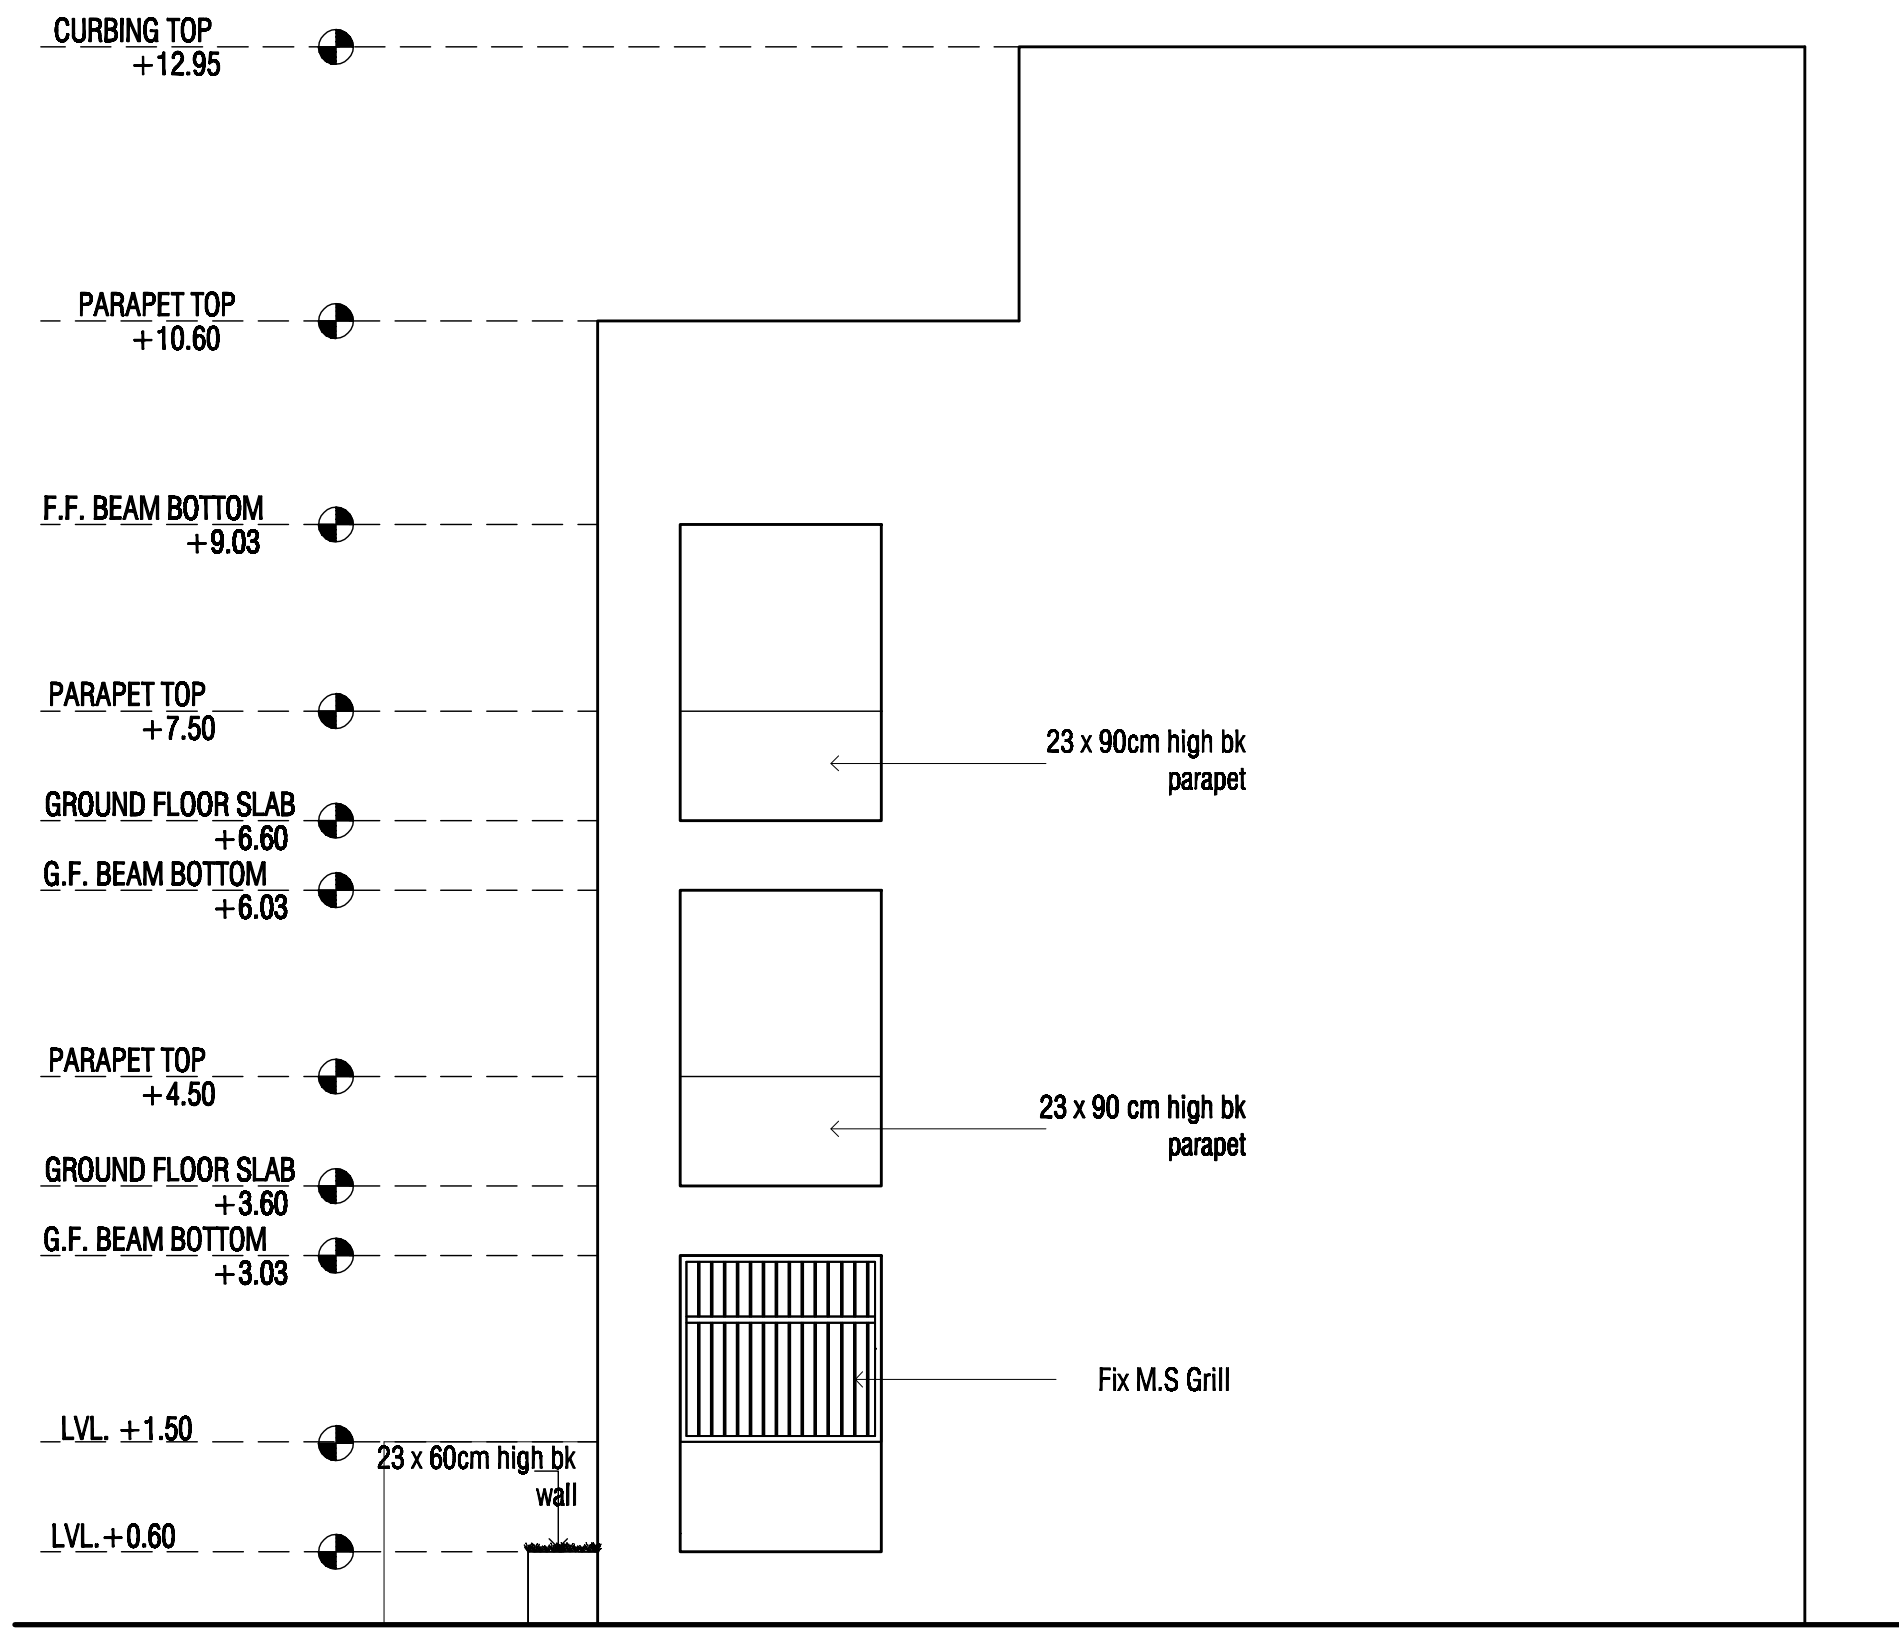 CURBING TOP
+12.95
PARAPET TOP
+10.60
F.F. BEAM BOTTOM
+9.03
PARAPET TOP
+7.50
23 x 90cm high bk
parapet
GROUND FLOOR SLAB
+6.60
G.F. BEAM BOTTOM
+6.03
PARAPET TOP
+4.50
23 x 90 cm high bk
parapet
GROUND FLOOR SLAB
+3.60
G.F. BEAM BOTTOM
+3.03
Fix M.S Grill
LVL. +1.50
23 x 60cm high bk
wall
LVL.+0.60